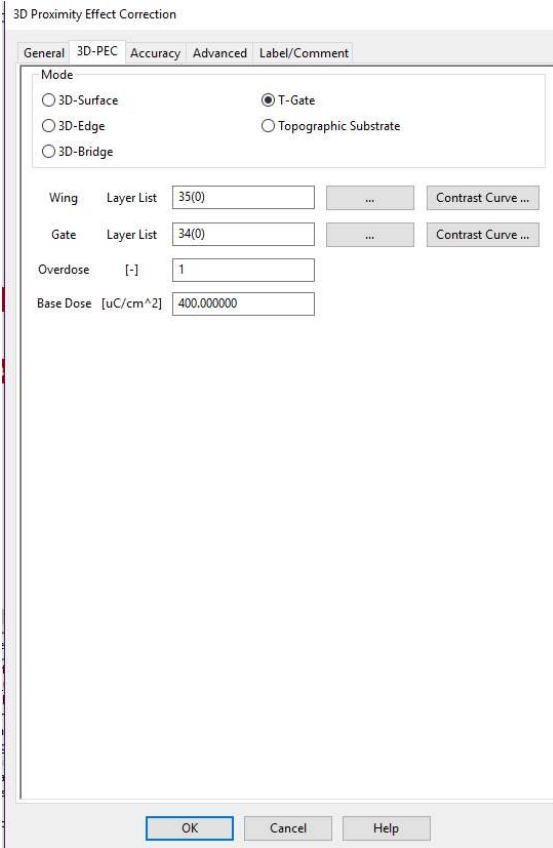 3D Proximity Effect Correction
General 3D-PEC Accuracy Advanced Label/Comment
Mode
3D-Surface T-Gate
3D-Edge Topographic Substrate
3D-Bridge
Wing Layer List 35(0) ... Contrast Curve ...
Gate Layer List 34(0) ... Contrast Curve ...
Overdose [-] 1
Base Dose [uC/cm^2] 400.000000
OK Cancel Help